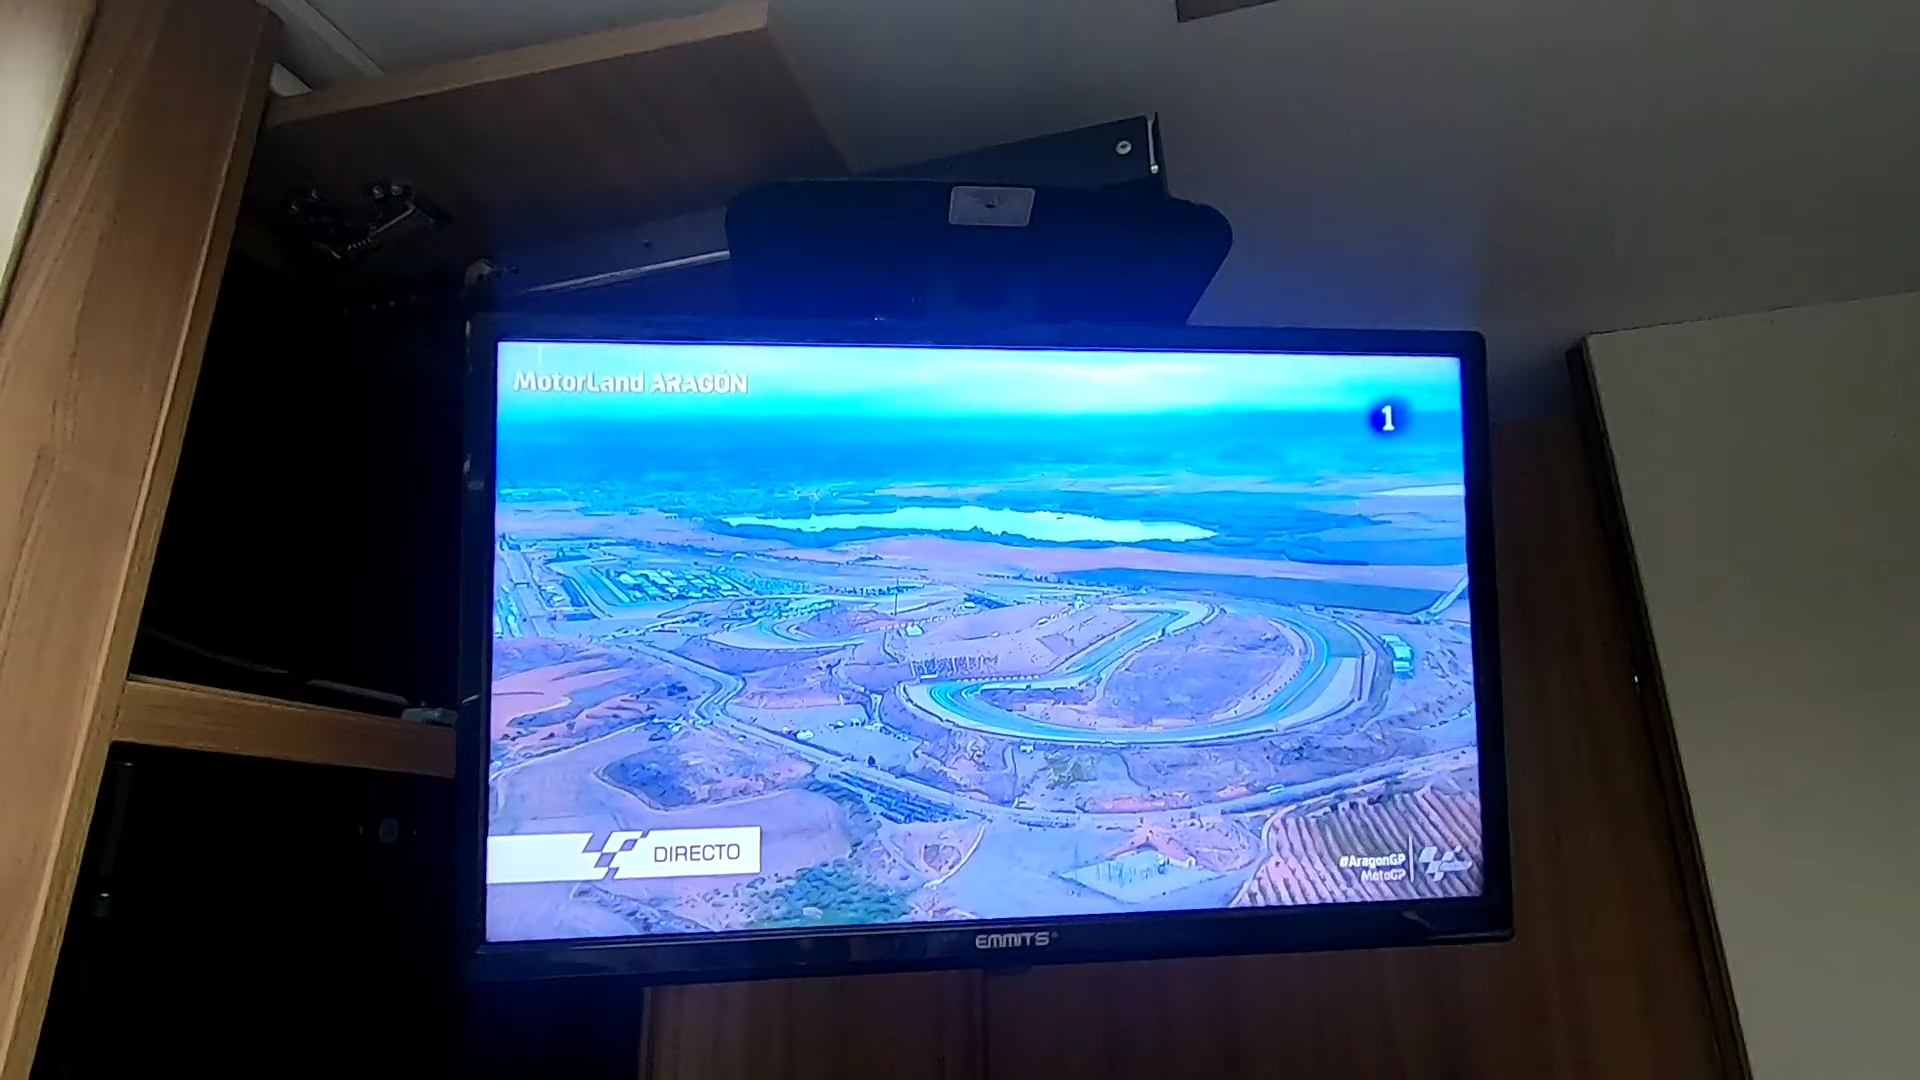 MotorLand ARAGÓN
1
DIRECTO
#AragonGP
MotoGP
EMMITS